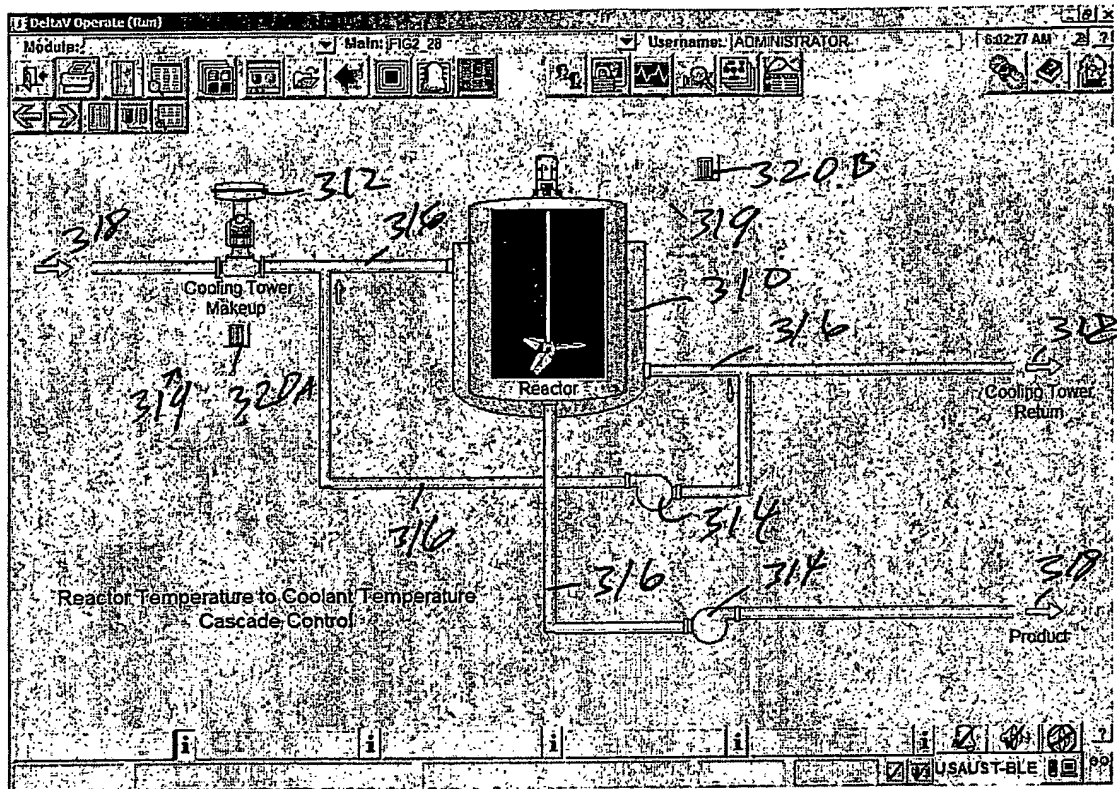 DeltaV Operate (Run)
Module: Main: FIG2_28 Username: ADMINISTRATOR 6:02:27 AM ?
312
320B
318
316
319
310
Cooling Tower
Makeup
316
318
Reactor
Cooling Tower
Return
319
320A
314
316
316
314
318
Reactor Temperature to Coolant Temperature
Cascade Control
Product
i i i i i ?
USAUST-BLE